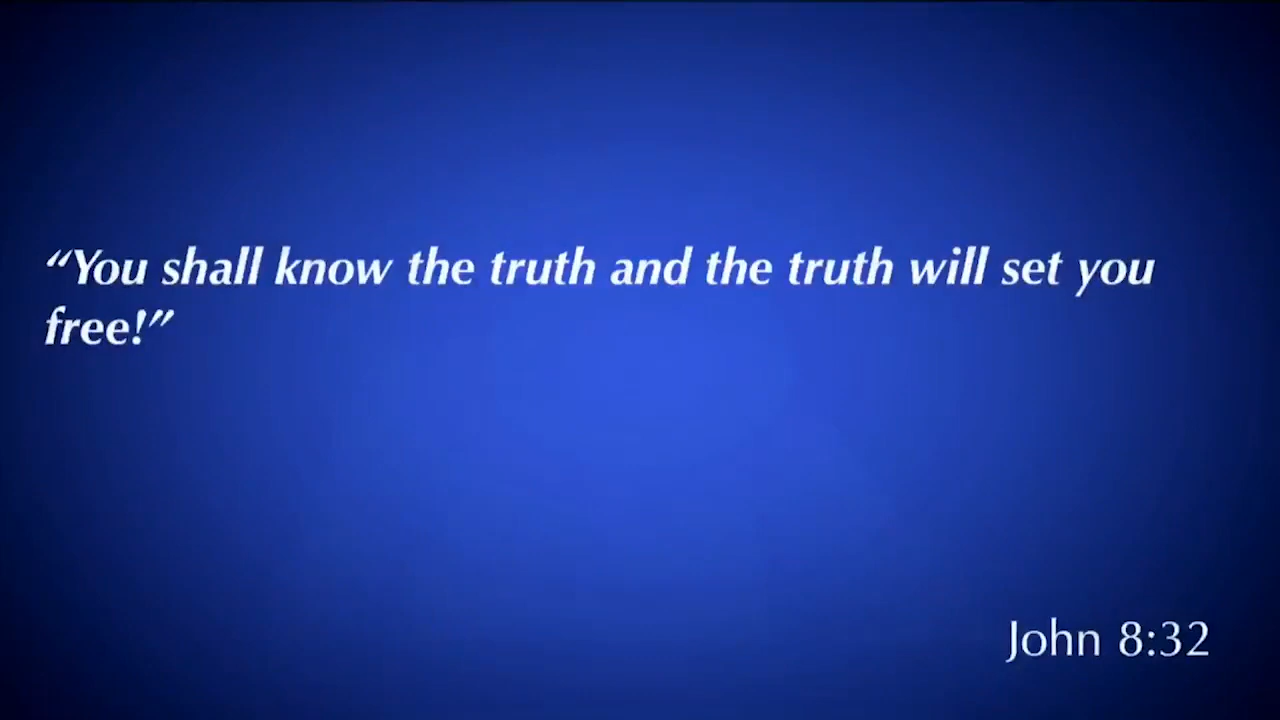 “You shall know the truth and the truth will set you
free!”
John 8:32